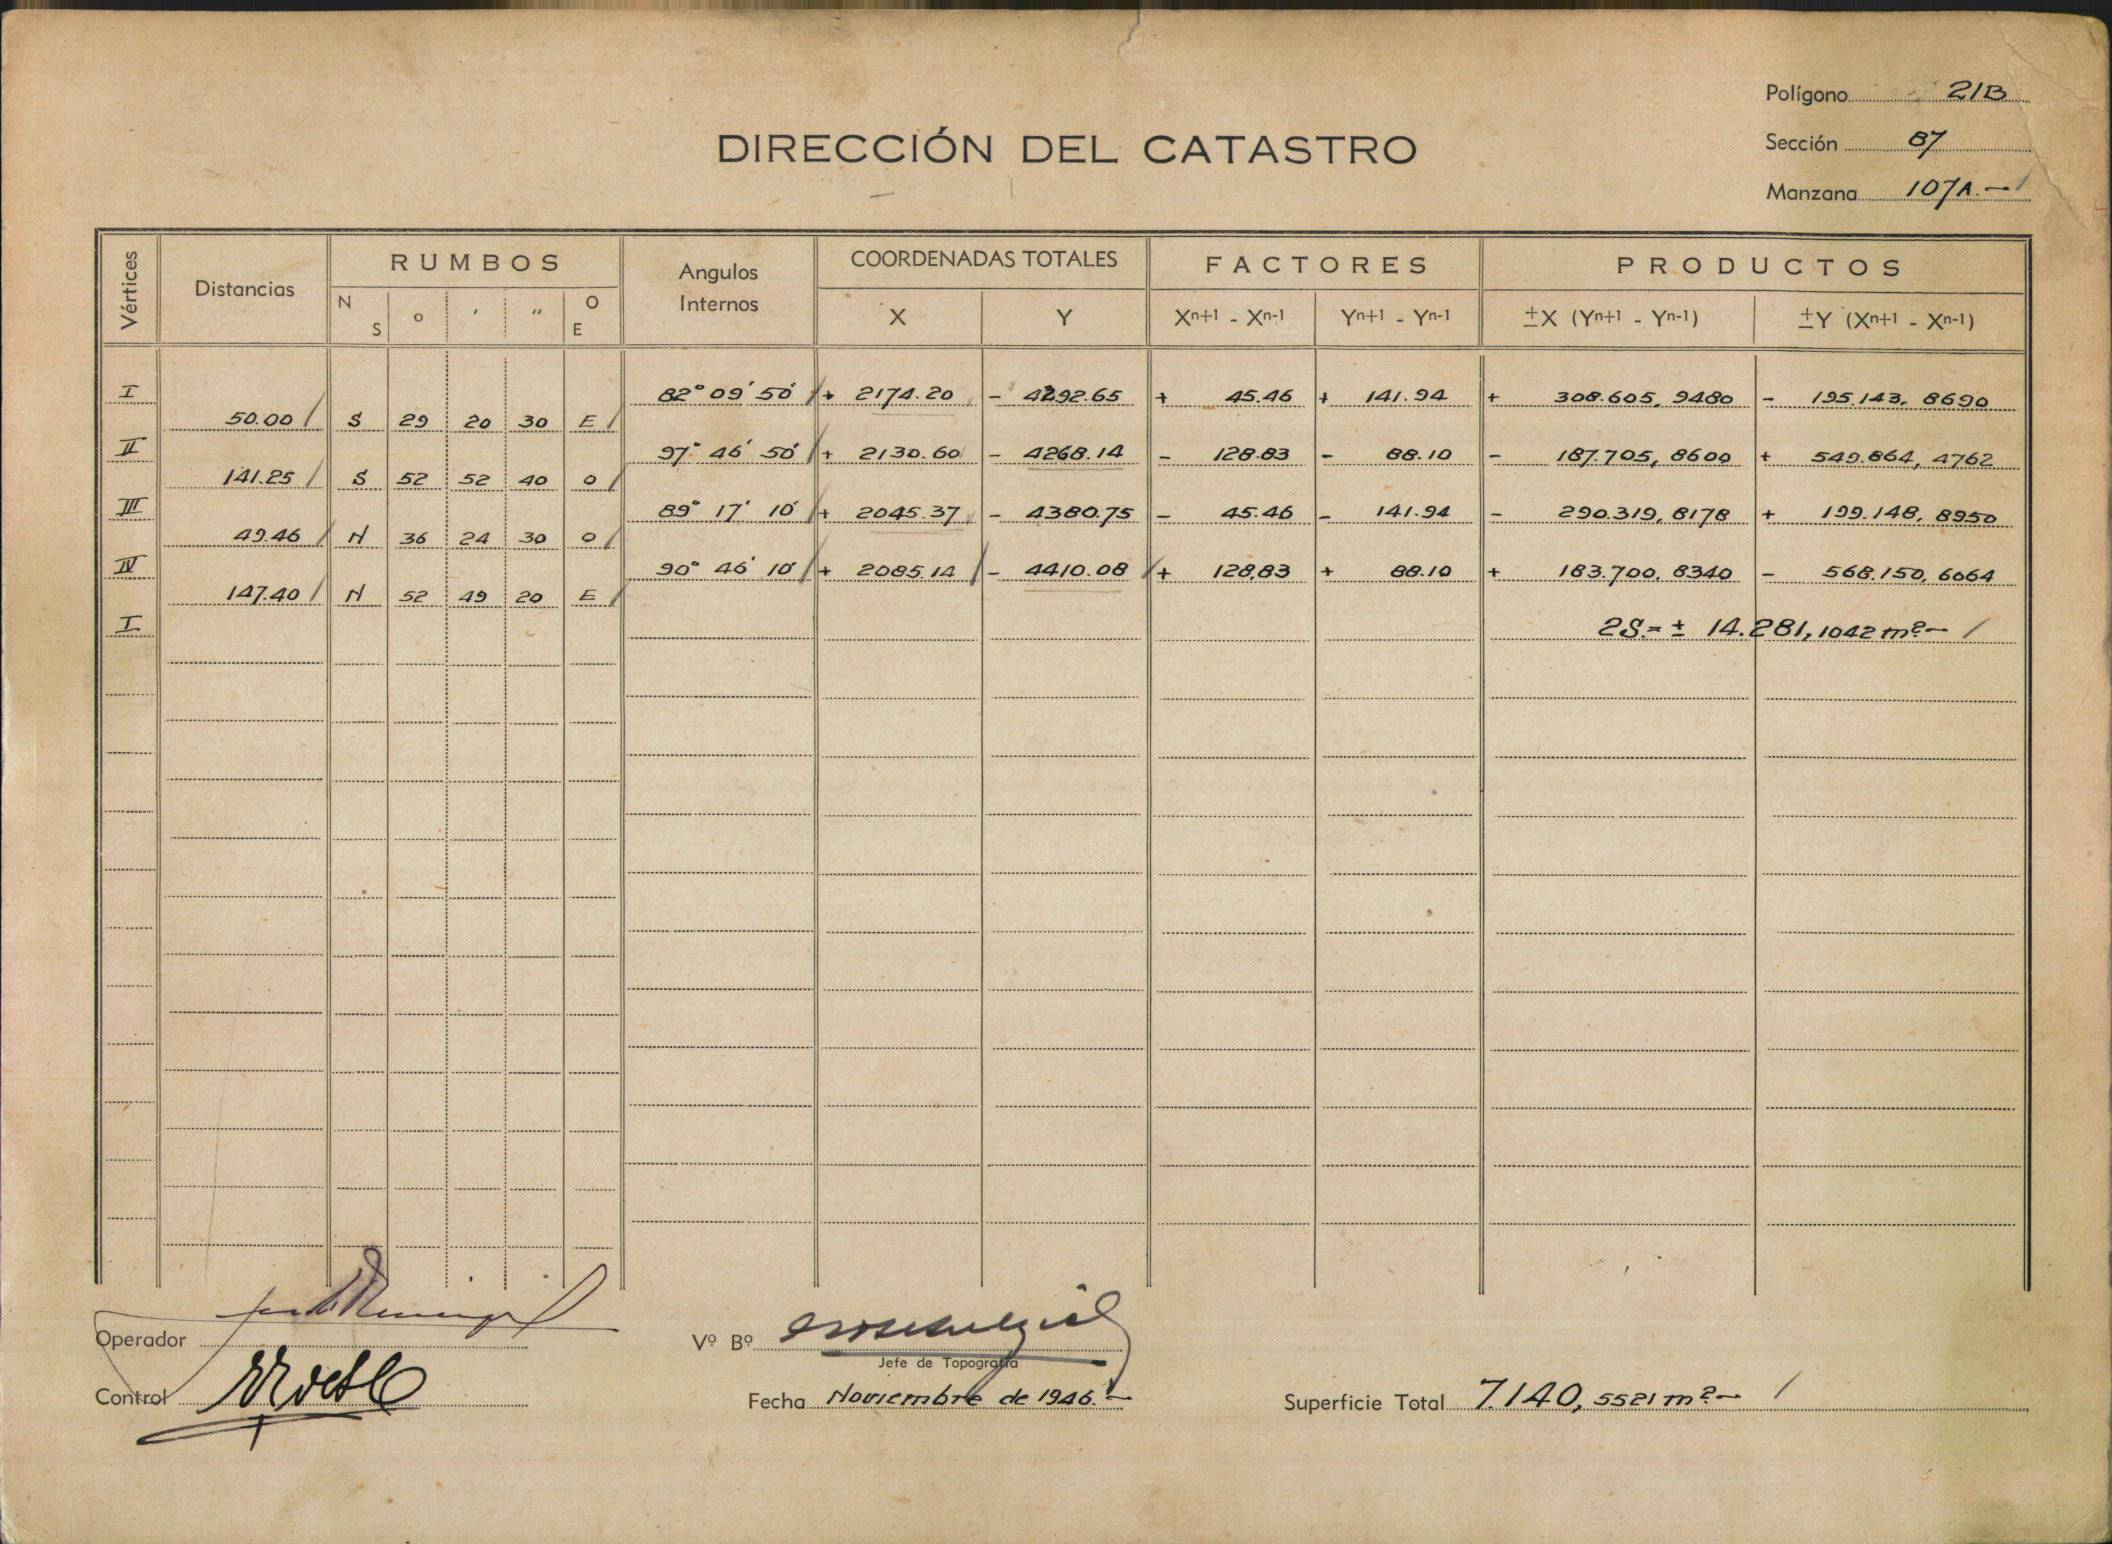 Polígono 21B
DIRECCIÓN DEL CATASTRO
Sección 87
Manzana 107A.-
Vértices Distancias RUMBOS Angulos Internos COORDENADAS TOTALES FACTORES PRODUCTOS
N S ° ′ ″ O E X Y Xn+1 - Xn-1 Yn+1 - Yn-1 ±X (Yn+1 - Yn-1) ±Y (Xn+1 - Xn-1)
I 82° 09' 50' + 2174.20 - 4292.65 + 45.46 + 141.94 + 308.605,9480 - 195.143,8690
50.00 S 29 20 30 E
II 97° 46' 50' + 2130.60 - 4268.14 - 128.83 - 88.10 - 187.705,8600 + 549.864,4762
141.25 S 52 52 40 O
III 89° 17' 10' + 2045.37 - 4380.75 - 45.46 - 141.94 - 290.319,8178 + 199.148,8950
49.46 N 36 24 30 O
IV 90° 46' 10' + 2085.14 - 4410.08 + 128,83 + 88.10 + 183.700,8340 - 568.150,6064
147.40 N 52 49 20 E
I 2S.= ± 14.281,1042 m².-
Operador
Vº Bº
Jefe de Topografía
Control
Fecha Noviembre de 1946.-
Superficie Total 7.140,5521 m².-